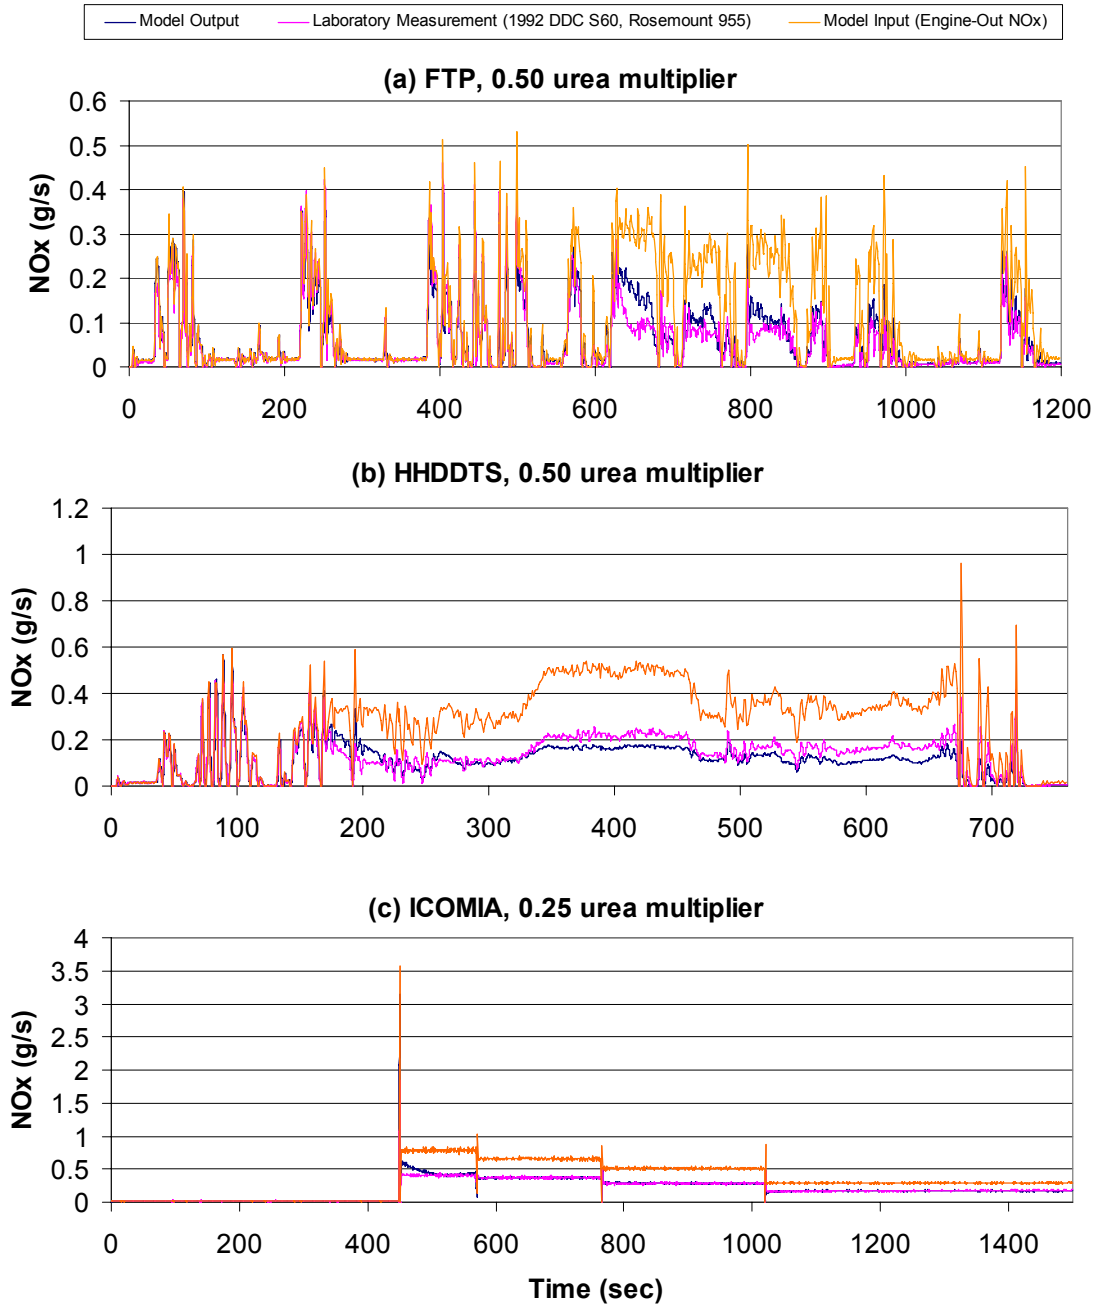 Model Output Laboratory Measurement (1992 DDC S60, Rosemount 955) Model Input (Engine-Out NOx)
(a) FTP, 0.50 urea multiplier
NOx (g/s)
0.6
0.5
0.4
0.3
0.2
0.1
0
0 200 400 600 800 1000 1200
(b) HHDDTS, 0.50 urea multiplier
NOx (g/s)
1.2
1
0.8
0.6
0.4
0.2
0
0 100 200 300 400 500 600 700
(c) ICOMIA, 0.25 urea multiplier
NOx (g/s)
4
3.5
3
2.5
2
1.5
1
0.5
0
0 200 400 600 800 1000 1200 1400
Time (sec)